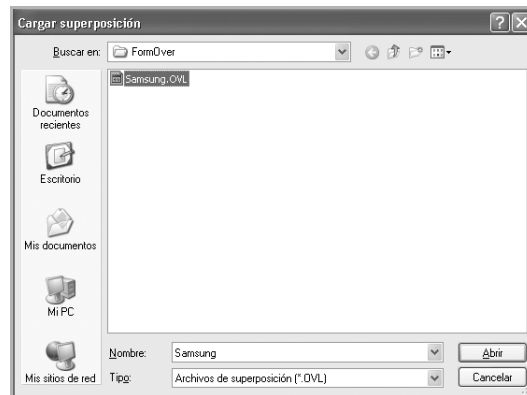 Cargar superposición
Buscar en: FormOver
Samsung.OVL
Documentos
recientes
Escritorio
Mis documentos
Mi PC
Mis sitios de red
Nombre: Samsung Abrir
Tipo: Archivos de superposición (*.OVL) Cancelar